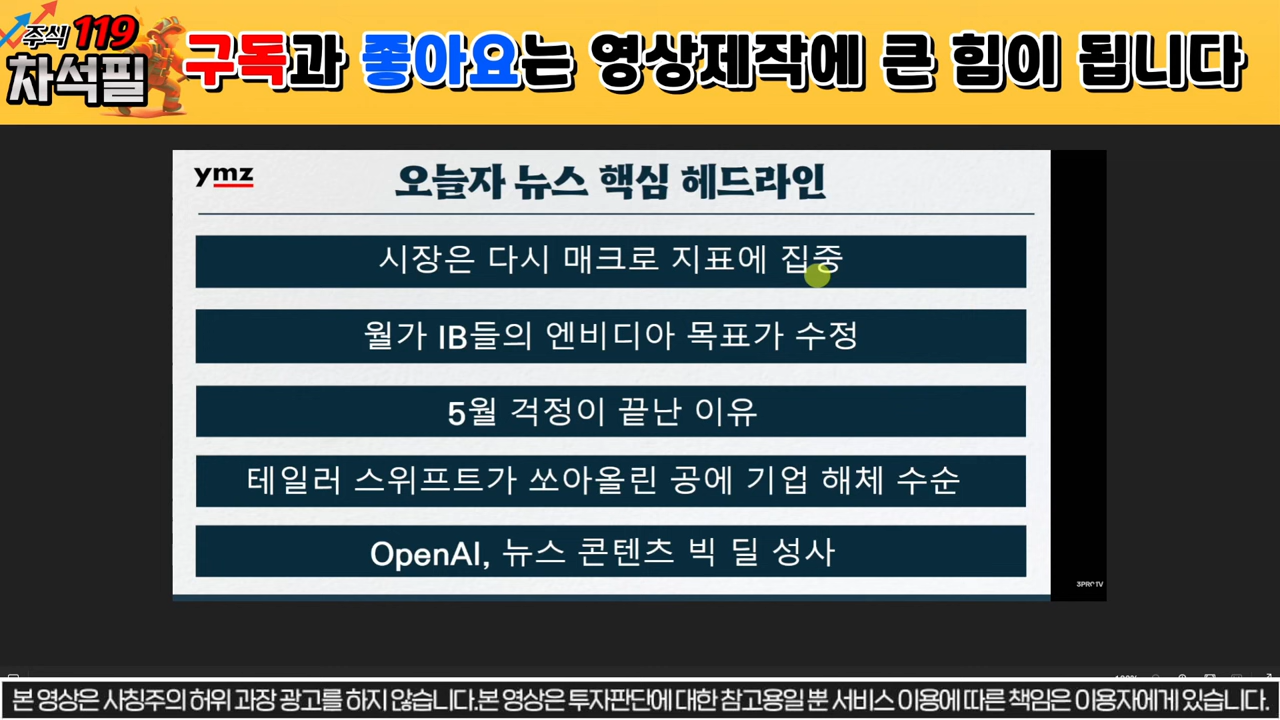 주식 119
차석필
구독과 좋아요는 영상제작에 큰 힘이 됩니다
ymz
오늘자 뉴스 핵심 헤드라인
시장은 다시 매크로 지표에 집중
월가 IB들의 엔비디아 목표가 수정
5월 걱정이 끝난 이유
테일러 스위프트가 쏘아올린 공에 기업 해체 수순
OpenAI, 뉴스 콘텐츠 빅 딜 성사
3PROTV
본 영상은 사칭주의 허위 과장 광고를 하지 않습니다.본 영상은 투자판단에 대한 참고용일 뿐 서비스 이용에 따른 책임은 이용자에게 있습니다.